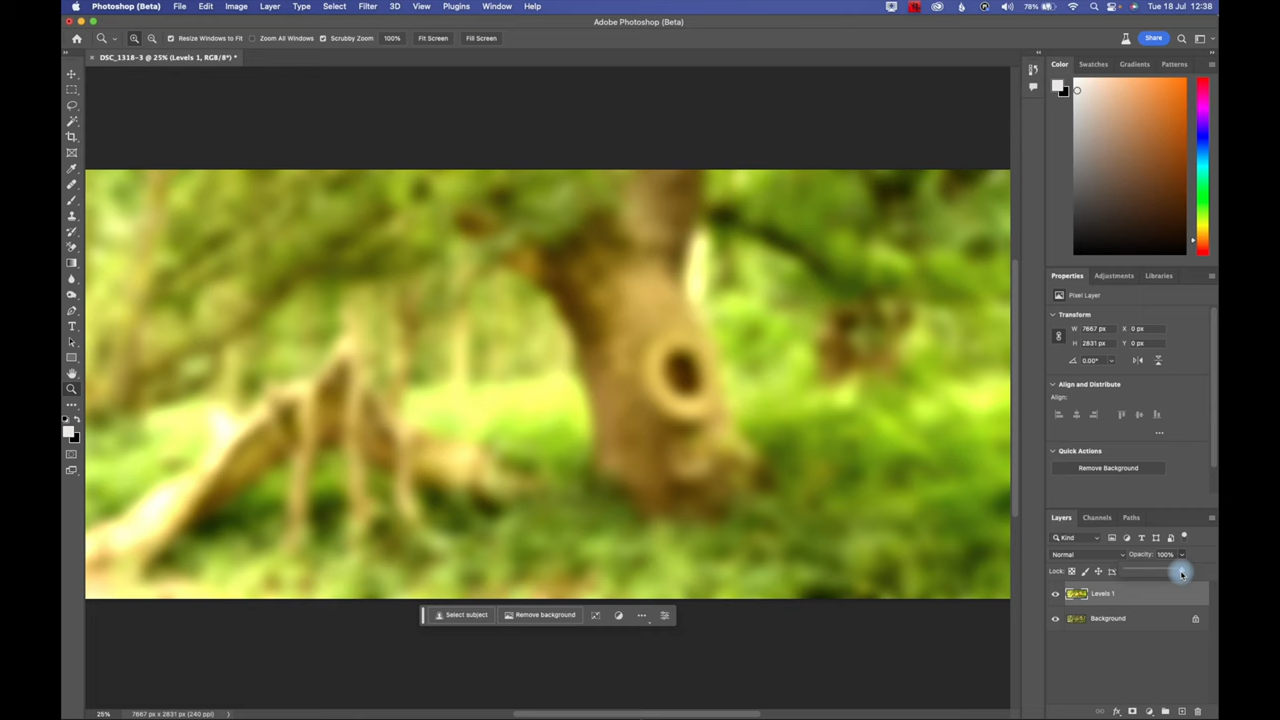 Photoshop (Beta) File Edit Image Layer Type Select Filter 3D View Plugins Window Help 78% Tue 18 Jul 12:38
Adobe Photoshop (Beta)
Resize Windows to Fit Zoom All Windows Scrubby Zoom 100% Fit Screen Fill Screen Share
DSC_1318-3 @ 25% (Levels 1, RGB/8*) *
Color Swatches Gradients Patterns
Properties Adjustments Libraries
Pixel Layer
Transform
W 7667 px X 0 px
H 2831 px Y 0 px
0.00°
Align and Distribute
Align:
Quick Actions
Remove Background
Layers Channels Paths
Kind
Normal Opacity: 100%
Lock:
Levels 1
Select subject Remove background
Background
25% 7667 px x 2831 px (240 ppi)